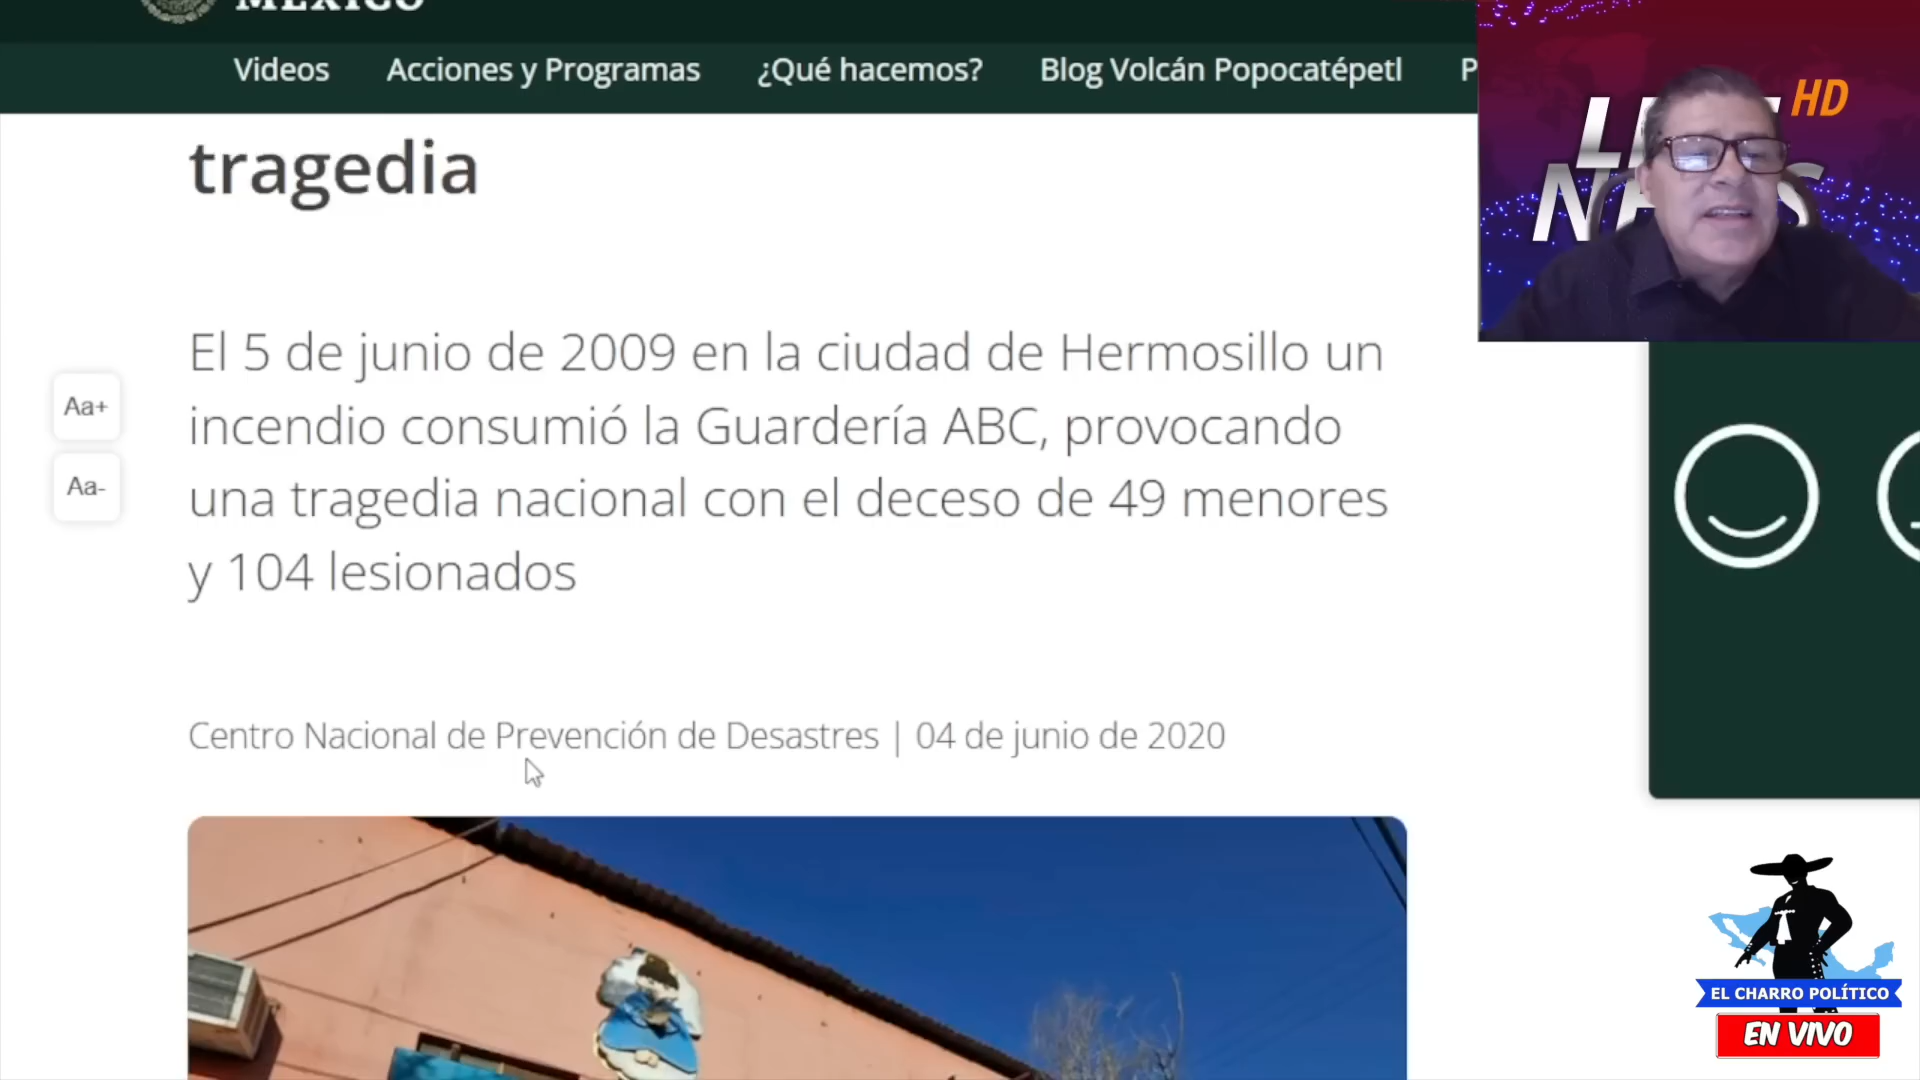 MÉXICO
Videos
Acciones y Programas
¿Qué hacemos?
Blog Volcán Popocatépetl
P
HD
tragedia
El 5 de junio de 2009 en la ciudad de Hermosillo un
incendio consumió la Guardería ABC, provocando
una tragedia nacional con el deceso de 49 menores
y 104 lesionados
Aa+
Aa-
Centro Nacional de Prevención de Desastres | 04 de junio de 2020
EL CHARRO POLÍTICO
EN VIVO